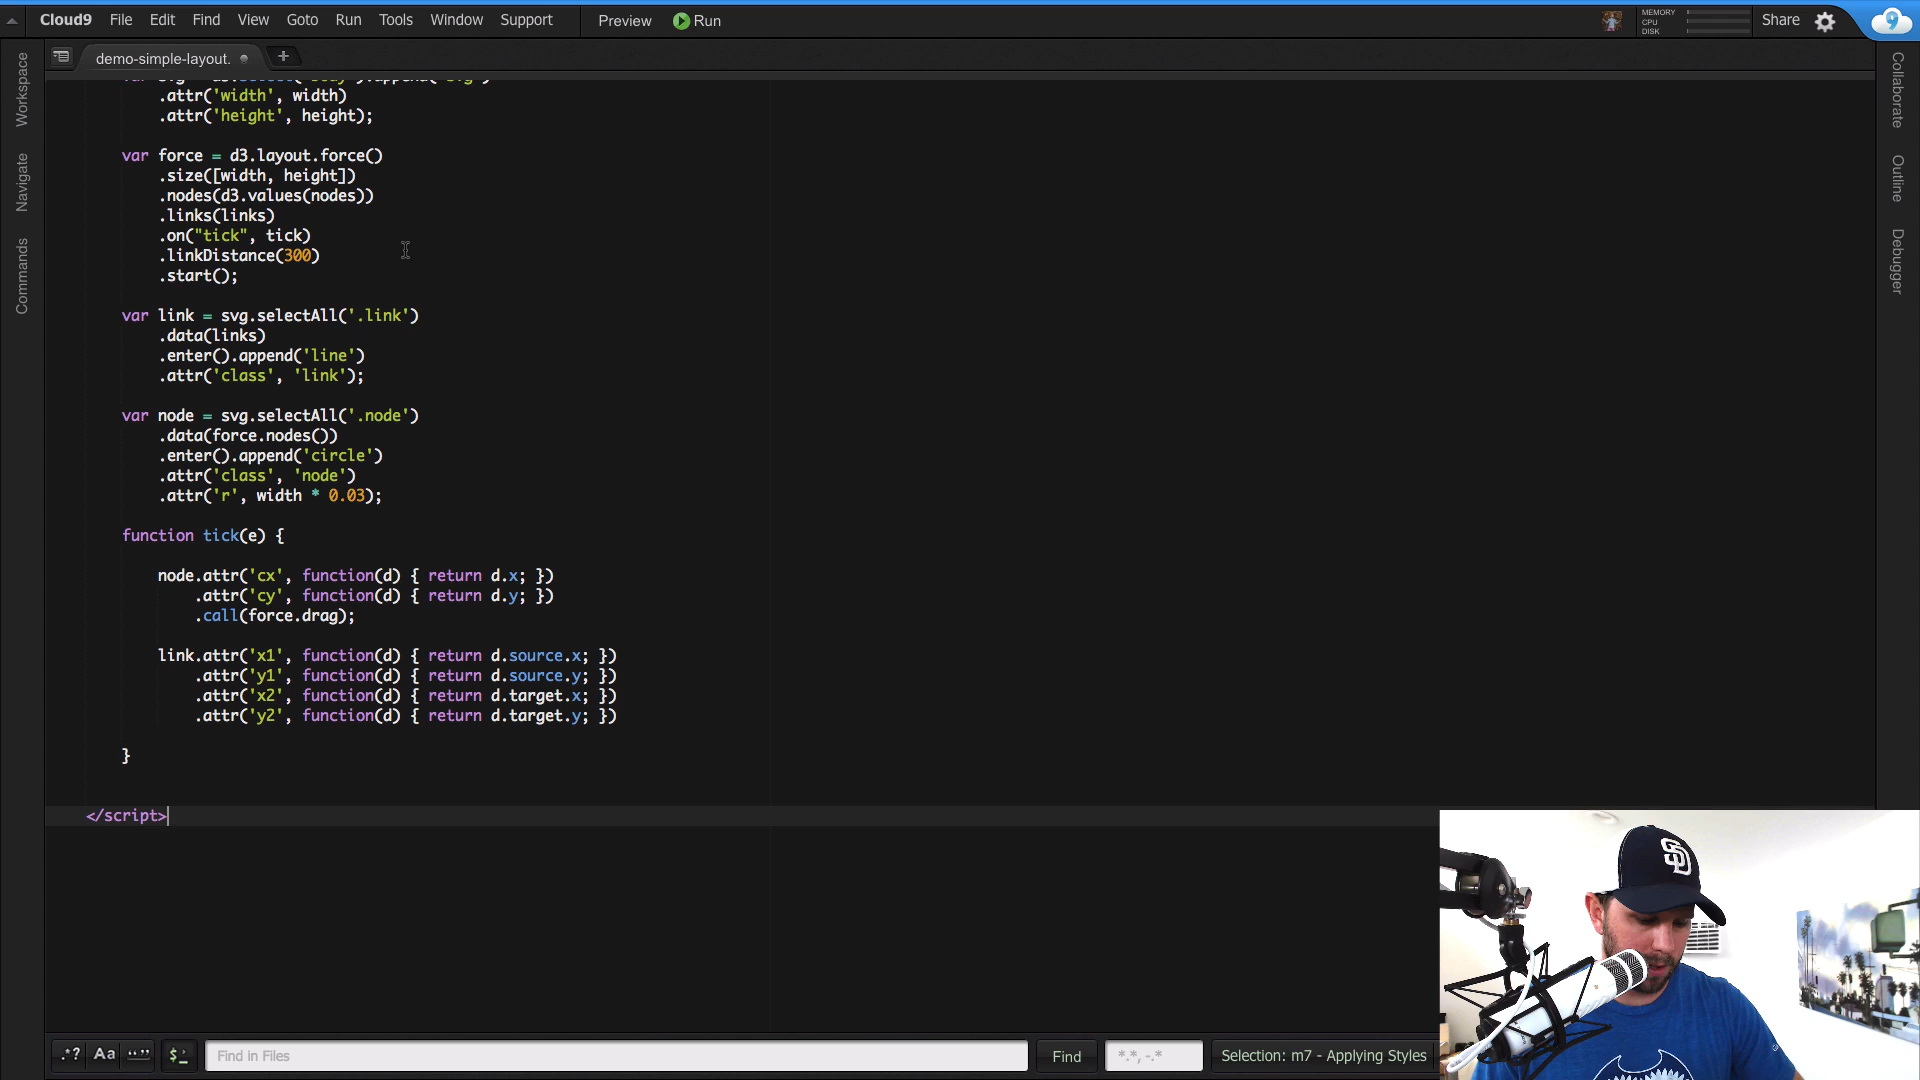 Cloud9 File Edit Find View Goto Run Tools Window Support Preview Run MEMORY CPU DISK Share 9
demo-simple-layout.
Workspace
Navigate
Commands
Collaborate
Outline
Debugger
.attr('width', width)
.attr('height', height);
var force = d3.layout.force()
.size([width, height])
.nodes(d3.values(nodes))
.links(links)
.on("tick", tick)
.linkDistance(300)
.start();
var link = svg.selectAll('.link')
.data(links)
.enter().append('line')
.attr('class', 'link');
var node = svg.selectAll('.node')
.data(force.nodes())
.enter().append('circle')
.attr('class', 'node')
.attr('r', width * 0.03);
function tick(e) {
node.attr('cx', function(d) { return d.x; })
.attr('cy', function(d) { return d.y; })
.call(force.drag);
link.attr('x1', function(d) { return d.source.x; })
.attr('y1', function(d) { return d.source.y; })
.attr('x2', function(d) { return d.target.x; })
.attr('y2', function(d) { return d.target.y; })
}
</script>
SD
.*? Aa "," $_ Find in Files Find *.*, -.* Selection: m7 - Applying Styles